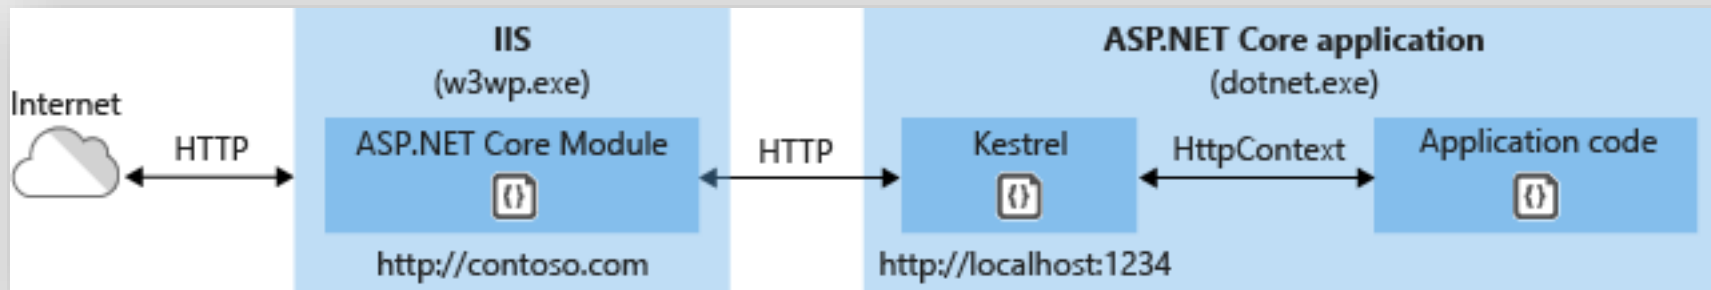 Internet
HTTP
IIS
(w3wp.exe)
ASP.NET Core Module
{}
http://contoso.com
HTTP
ASP.NET Core application
(dotnet.exe)
Kestrel
{}
http://localhost:1234
HttpContext
Application code
{}